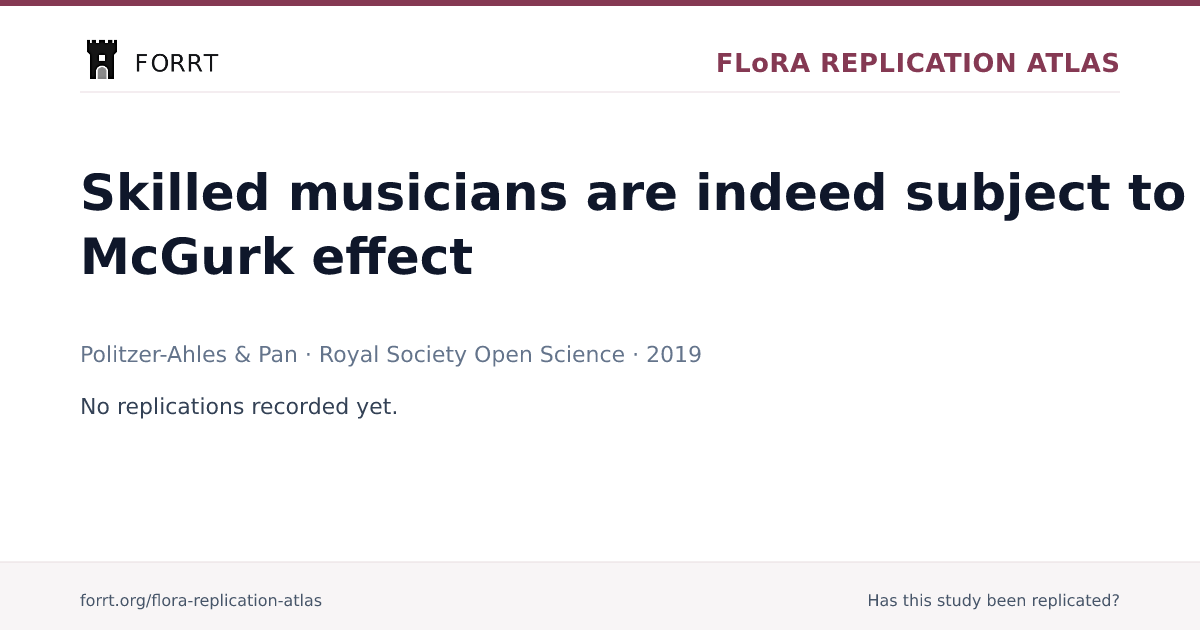 FORRT
FLoRA REPLICATION ATLAS
Skilled musicians are indeed subject to
McGurk effect
Politzer-Ahles & Pan · Royal Society Open Science · 2019
No replications recorded yet.
forrt.org/flora-replication-atlas
Has this study been replicated?